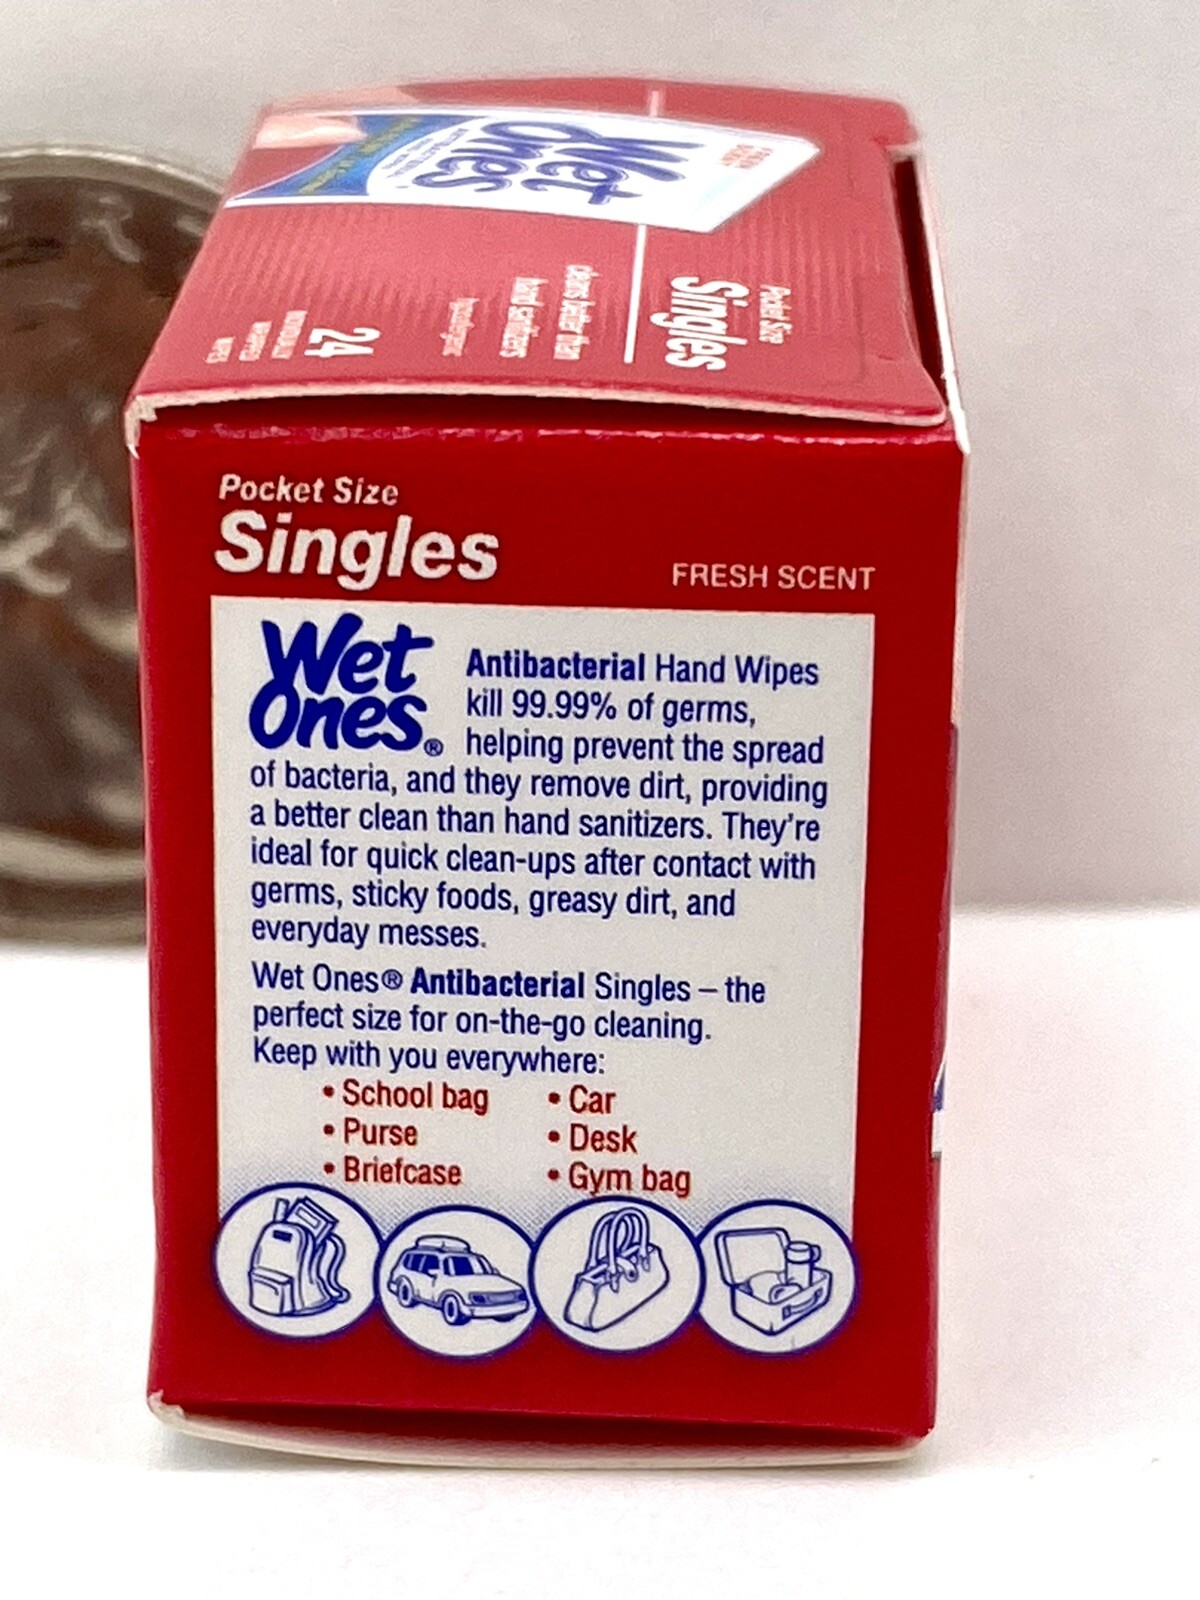 Wet
Ones
Pocket Size
Singles
cleans better than
hand sanitizers
hypoallergenic
24
INDIVIDUALLY
WRAPPED
WIPES
Pocket Size
Singles
FRESH SCENT
Wet
Ones®
Antibacterial Hand Wipes
kill 99.99% of germs,
helping prevent the spread
of bacteria, and they remove dirt, providing
a better clean than hand sanitizers. They're
ideal for quick clean-ups after contact with
germs, sticky foods, greasy dirt, and
everyday messes.
Wet Ones® Antibacterial Singles – the
perfect size for on-the-go cleaning.
Keep with you everywhere:
• School bag • Car
• Purse • Desk
• Briefcase • Gym bag